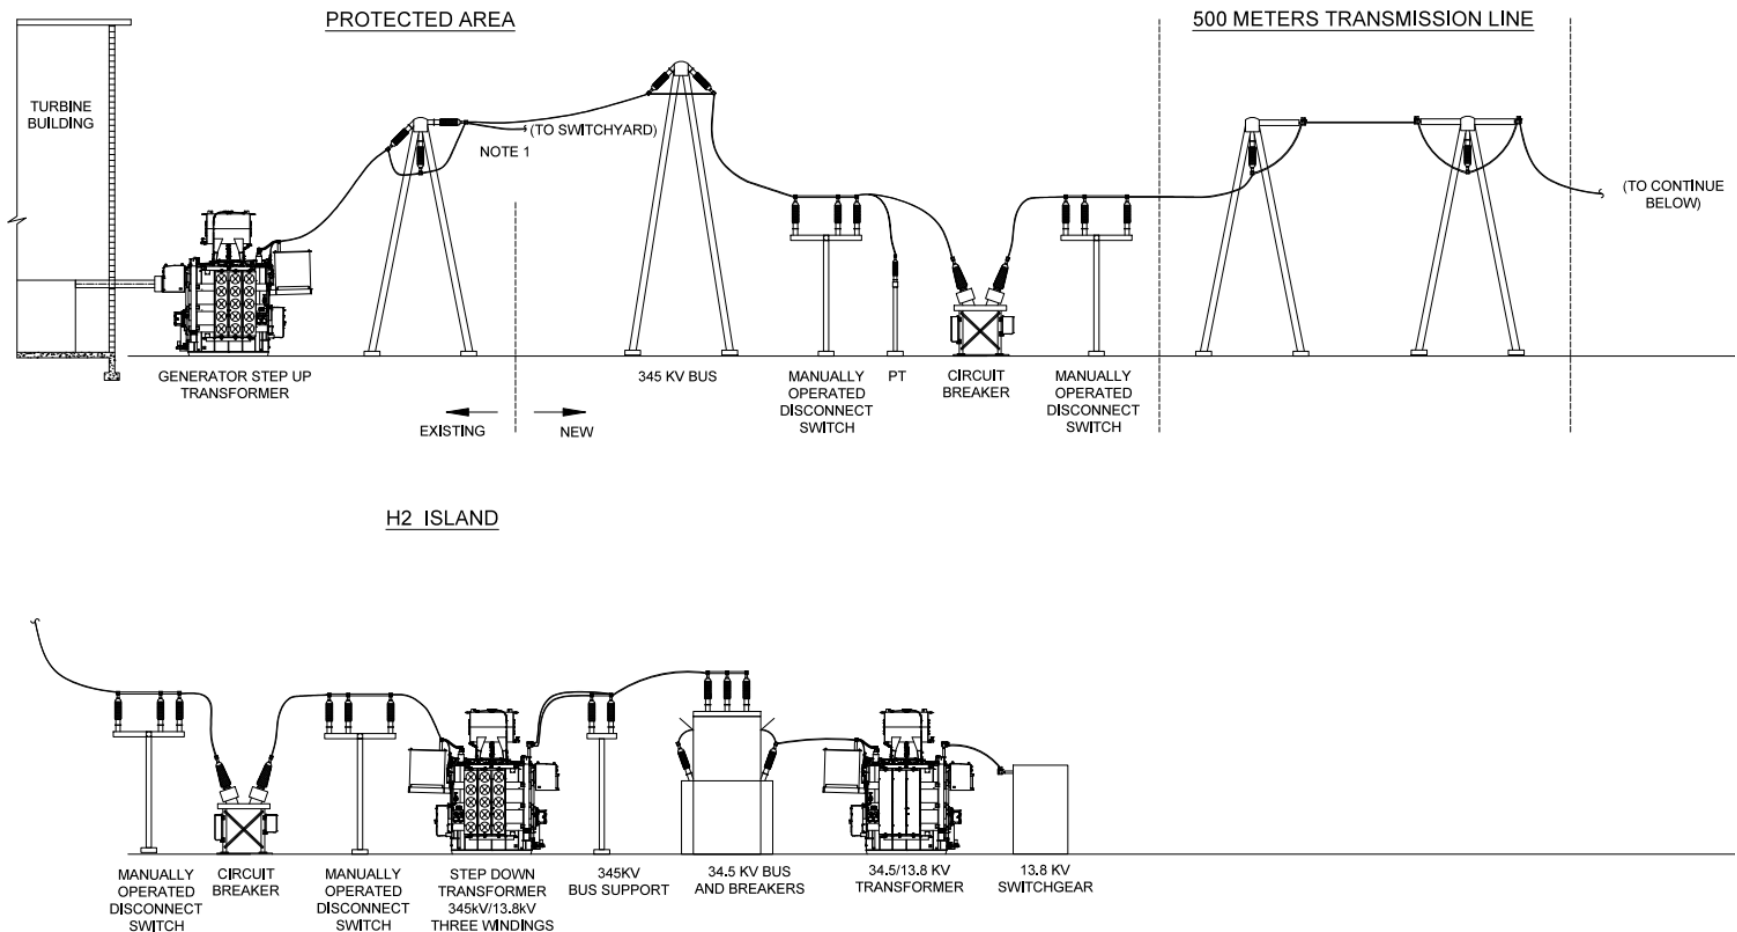 PROTECTED AREA
500 METERS TRANSMISSION LINE
TURBINE
BUILDING
(TO SWITCHYARD)
NOTE 1
(TO CONTINUE
BELOW)
GENERATOR STEP UP
TRANSFORMER
345 KV BUS
MANUALLY
OPERATED
DISCONNECT
SWITCH
PT
CIRCUIT
BREAKER
MANUALLY
OPERATED
DISCONNECT
SWITCH
EXISTING
NEW
H2 ISLAND
MANUALLY
OPERATED
DISCONNECT
SWITCH
CIRCUIT
BREAKER
MANUALLY
OPERATED
DISCONNECT
SWITCH
STEP DOWN
TRANSFORMER
345kV/13.8kV
THREE WINDINGS
345KV
BUS SUPPORT
34.5 KV BUS
AND BREAKERS
34.5/13.8 KV
TRANSFORMER
13.8 KV
SWITCHGEAR